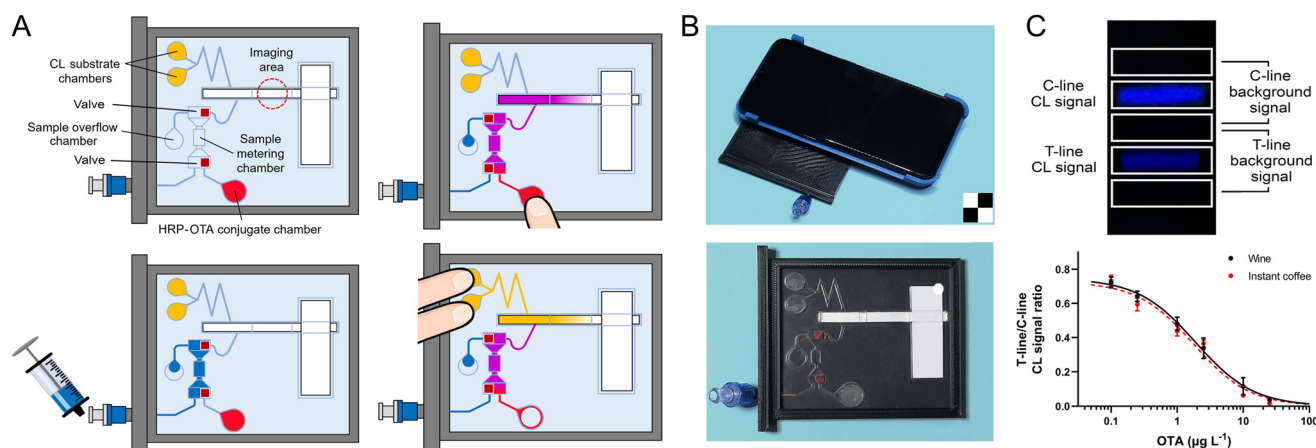 A
CL substrate
chambers
Imaging
area
Valve
Sample overflow
chamber
Sample
metering
chamber
Valve
HRP-OTA conjugate chamber
B
C
C-line
CL signal
C-line
background
signal
T-line
CL signal
T-line
background
signal
Wine
Instant coffee
T-line/C-line
CL signal ratio
0.8
0.6
0.4
0.2
0.0
0.1
1
10
100
OTA (µg L⁻¹)